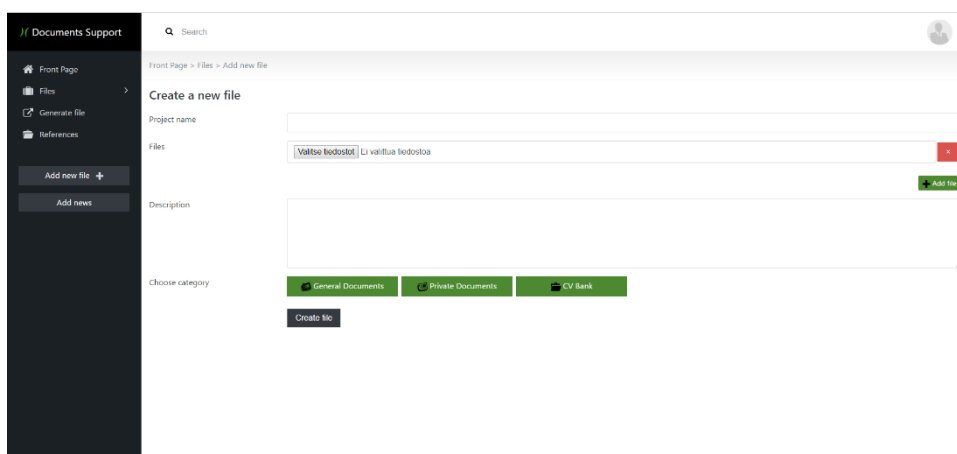 Documents Support
Search
Front Page
Files
Generate file
References
Add new file
Add news
Front Page > Files > Add new file
Create a new file
Project name
Files
Valitse tiedostot Ei valittua tiedostoa
x
Add file
Description
Choose category
General Documents
Private Documents
CV Bank
Create file